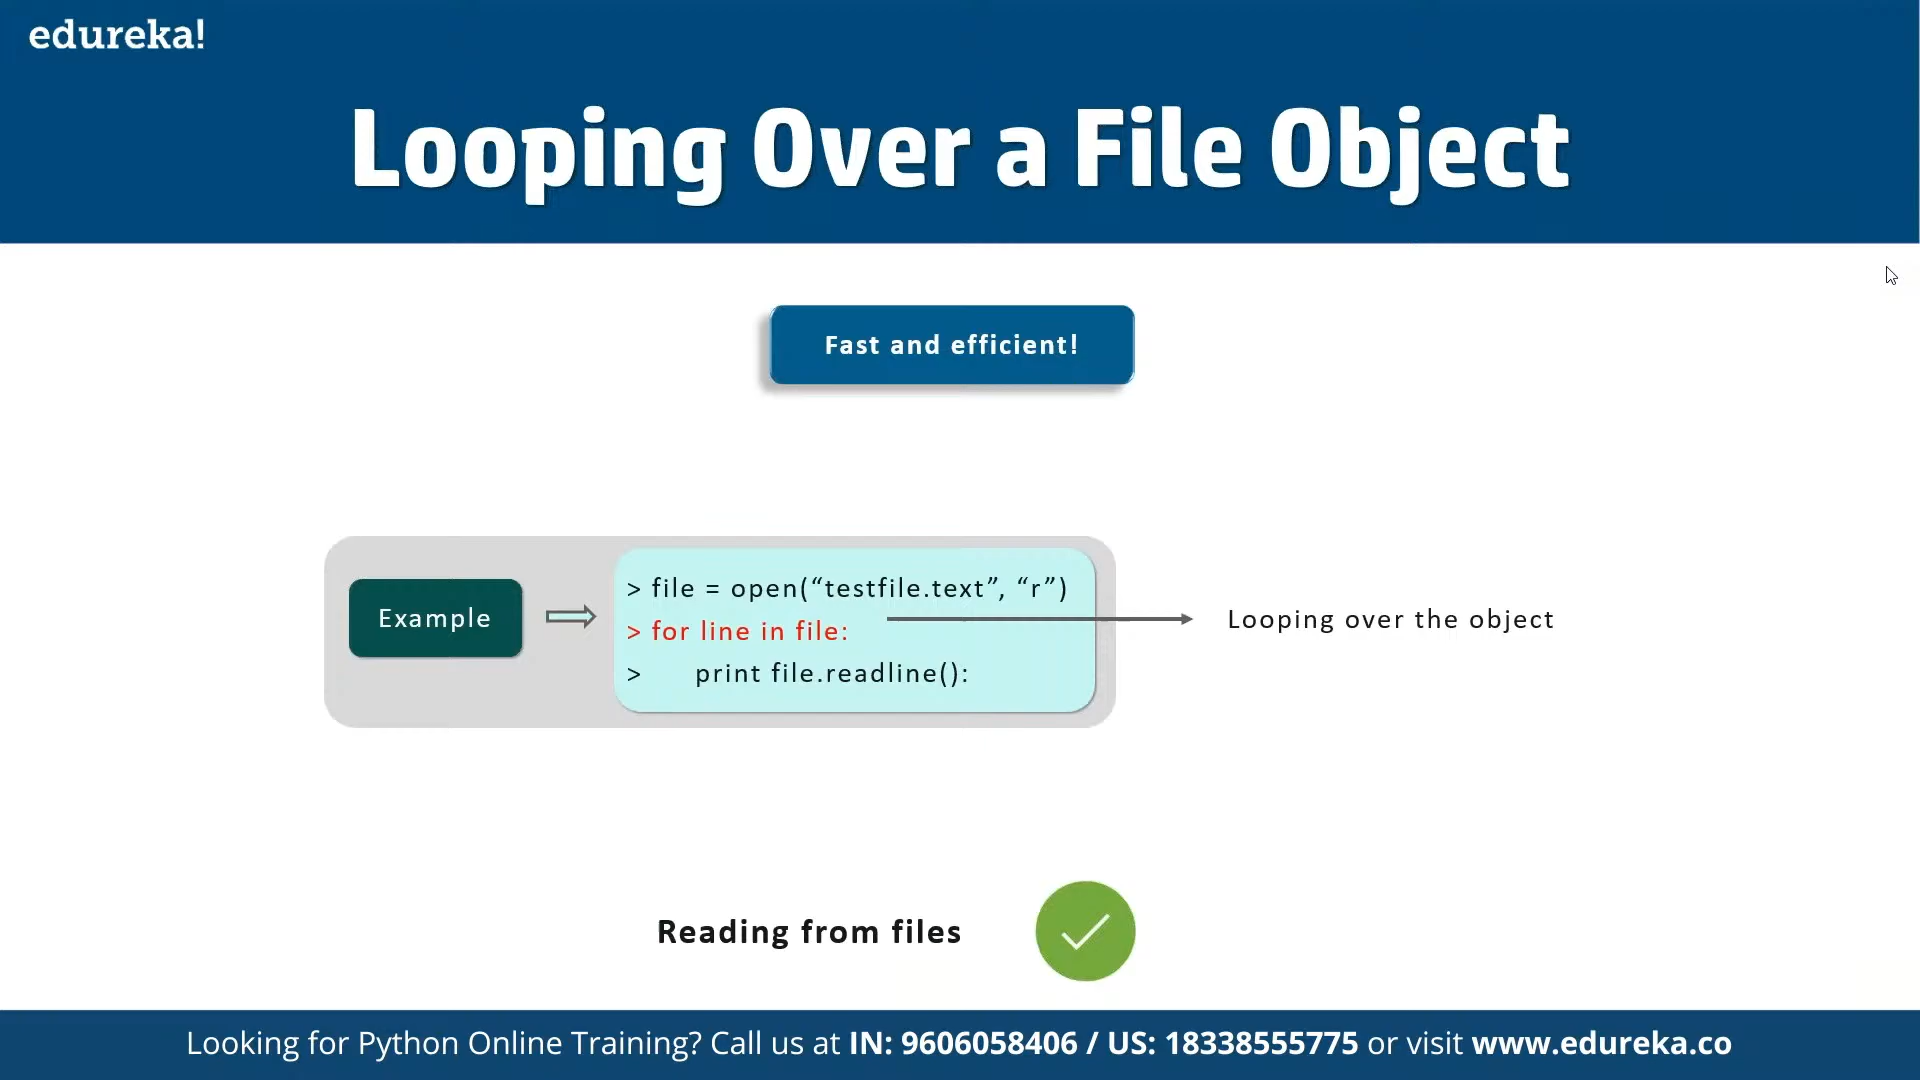 edureka!
Looping Over a File Object
Fast and efficient!
Example
> file = open(“testfile.text”, “r”)
> for line in file:
> print file.readline():
Looping over the object
Reading from files
Looking for Python Online Training? Call us at IN: 9606058406 / US: 18338555775 or visit www.edureka.co